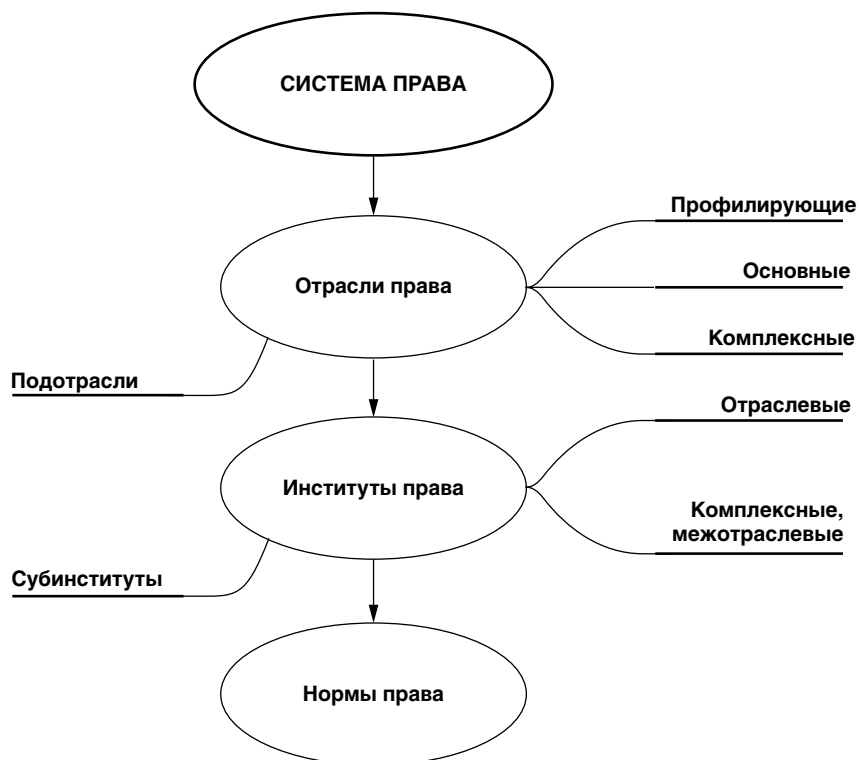 СИСТЕМА ПРАВА
Профилирующие
Отрасли права
Основные
Комплексные
Подотрасли
Отраслевые
Институты права
Комплексные,
межотраслевые
Субинституты
Нормы права